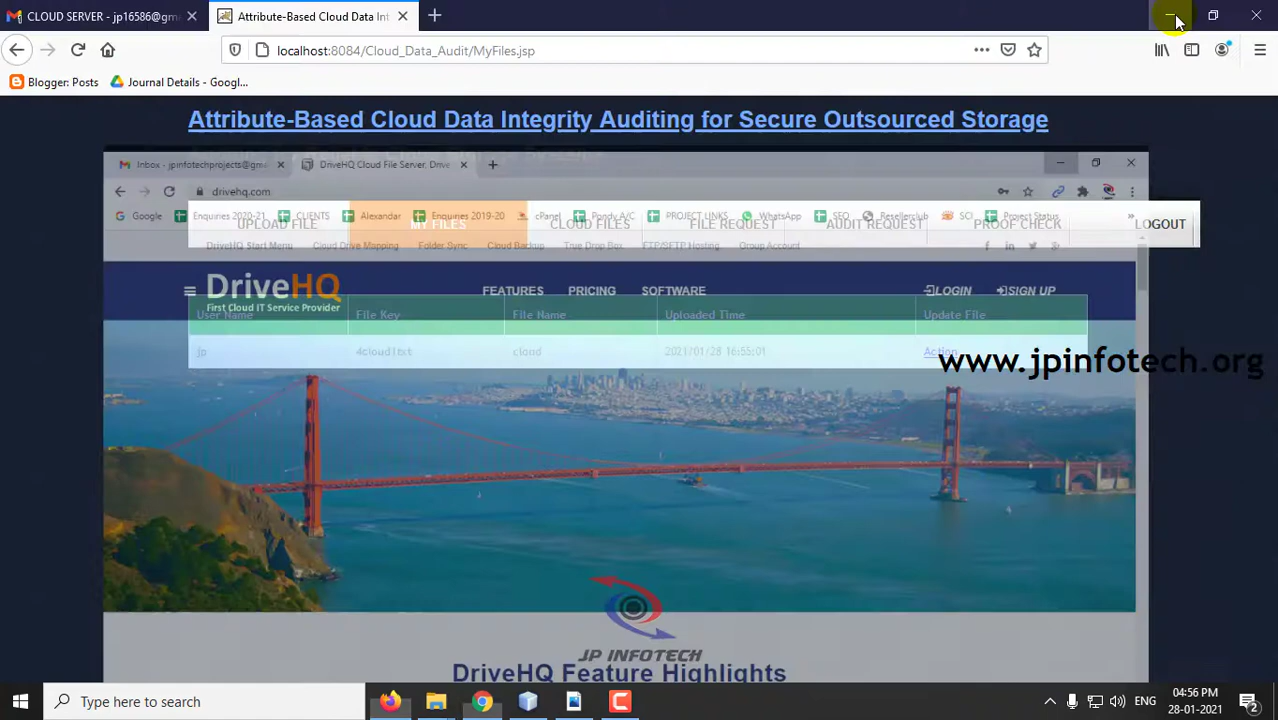 CLOUD SERVER - jp16586@gm
Attribute-Based Cloud Data Int
localhost:8084/Cloud_Data_Audit/MyFiles.jsp
Blogger: Posts
Journal Details - Googl...
Attribute-Based Cloud Data Integrity Auditing for Secure Outsourced Storage
Inbox - jpinfotechprojects@gma
DriveHQ Cloud File Server, Drive
drivehq.com
Google
Enquiries 2020-21
CLIENTS
Alexandar
Enquiries 2019-20
cPanel
Pondy A/C
PROJECT LINKS
WhatsApp
SEO
Resellerclub
SCI
Project Status
UPLOAD FILE
MY FILES
CLOUD FILES
FILE REQUEST
AUDIT REQUEST
PROOF CHECK
LOGOUT
DriveHQ Start Menu
Cloud Drive Mapping
Folder Sync
Cloud Backup
True Drop Box
FTP/SFTP Hosting
Group Account
DriveHQ
First Cloud IT Service Provider
FEATURES
PRICING
SOFTWARE
LOGIN
SIGN UP
User Name
File Key
File Name
Uploaded Time
Update File
jp
4cloud1txt
cloud
2021/01/28 16:55:01
Action
www.jpinfotech.org
JP INFOTECH
DriveHQ Feature Highlights
Type here to search
ENG
04:56 PM
28-01-2021
2